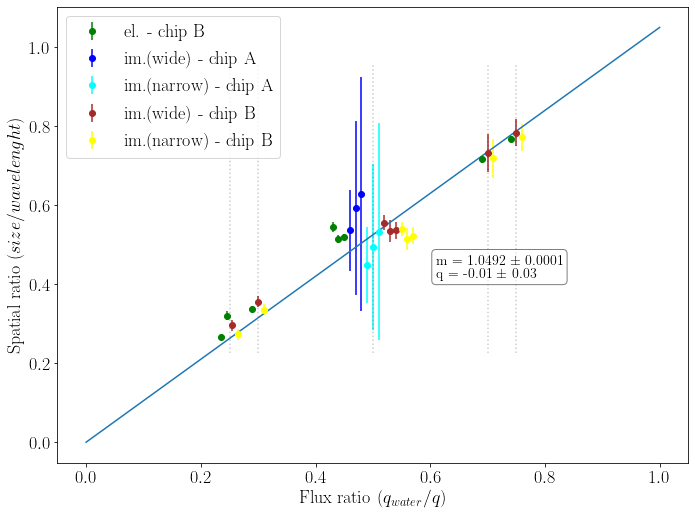 el. - chip B
im.(wide) - chip A
im.(narrow) - chip A
im.(wide) - chip B
im.(narrow) - chip B
m = 1.0492 ± 0.0001
q = -0.01 ± 0.03
Spatial ratio (size/wavelenght)
1.0
0.8
0.6
0.4
0.2
0.0
0.0 0.2 0.4 0.6 0.8 1.0
Flux ratio (q_water/q)